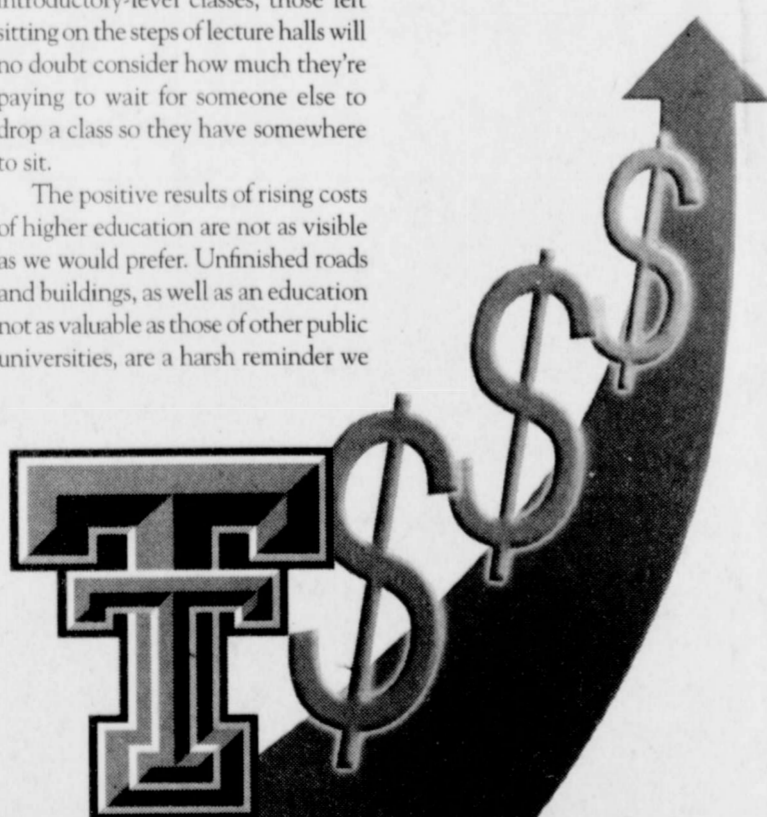 introductory-level classes, those left
sitting on the steps of lecture halls will
no doubt consider how much they're
paying to wait for someone else to
drop a class so they have somewhere
to sit.
The positive results of rising costs
of higher education are not as visible
as we would prefer. Unfinished roads
and buildings, as well as an education
not as valuable as those of other public
universities, are a harsh reminder we
TT $ $ $